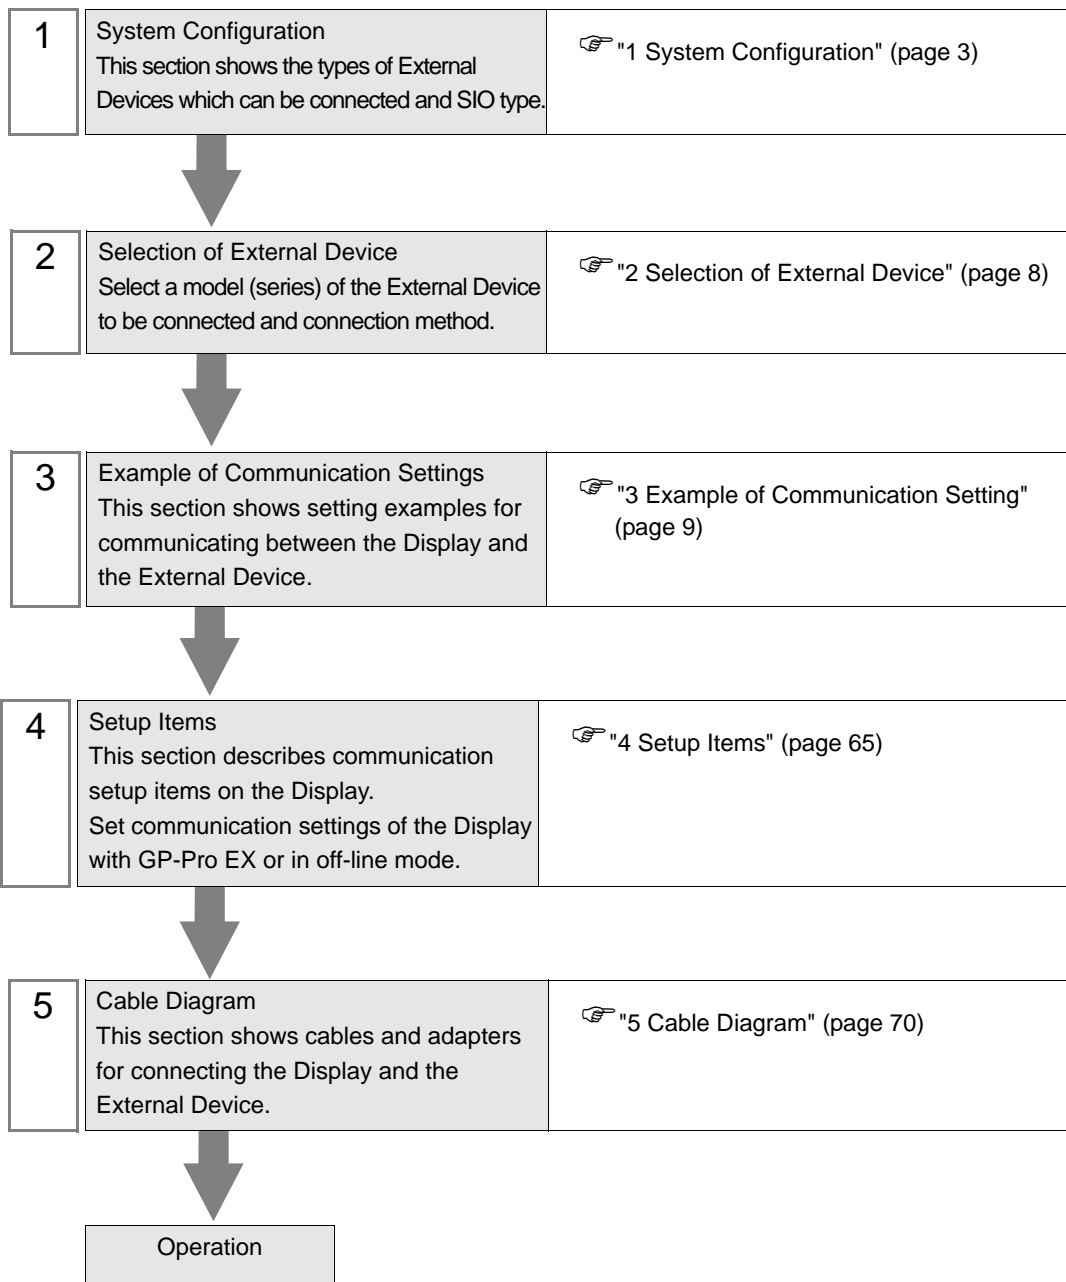 1
System Configuration
This section shows the types of External
Devices which can be connected and SIO type.
"1 System Configuration" (page 3)
2
Selection of External Device
Select a model (series) of the External Device
to be connected and connection method.
"2 Selection of External Device" (page 8)
3
Example of Communication Settings
This section shows setting examples for
communicating between the Display and
the External Device.
"3 Example of Communication Setting"
(page 9)
4
Setup Items
This section describes communication
setup items on the Display.
Set communication settings of the Display
with GP-Pro EX or in off-line mode.
"4 Setup Items" (page 65)
5
Cable Diagram
This section shows cables and adapters
for connecting the Display and the
External Device.
"5 Cable Diagram" (page 70)
Operation